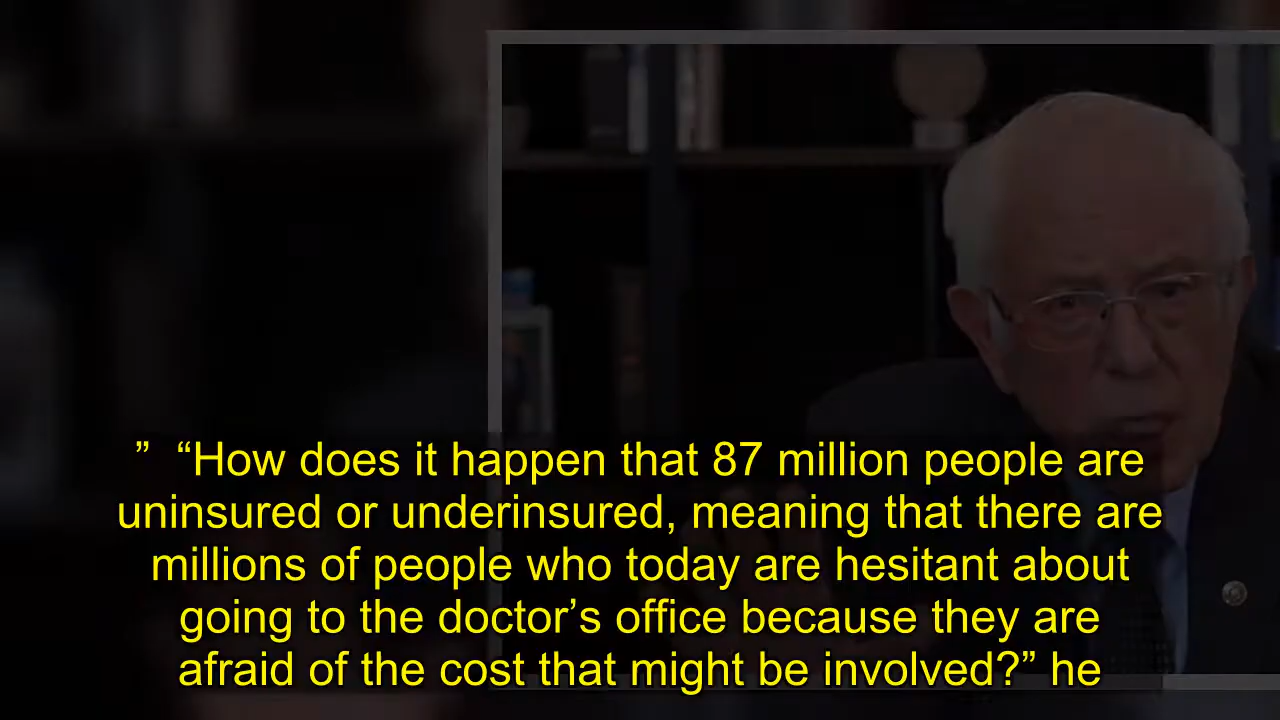 ”  “How does it happen that 87 million people are
uninsured or underinsured, meaning that there are
millions of people who today are hesitant about
going to the doctor’s office because they are
afraid of the cost that might be involved?” he